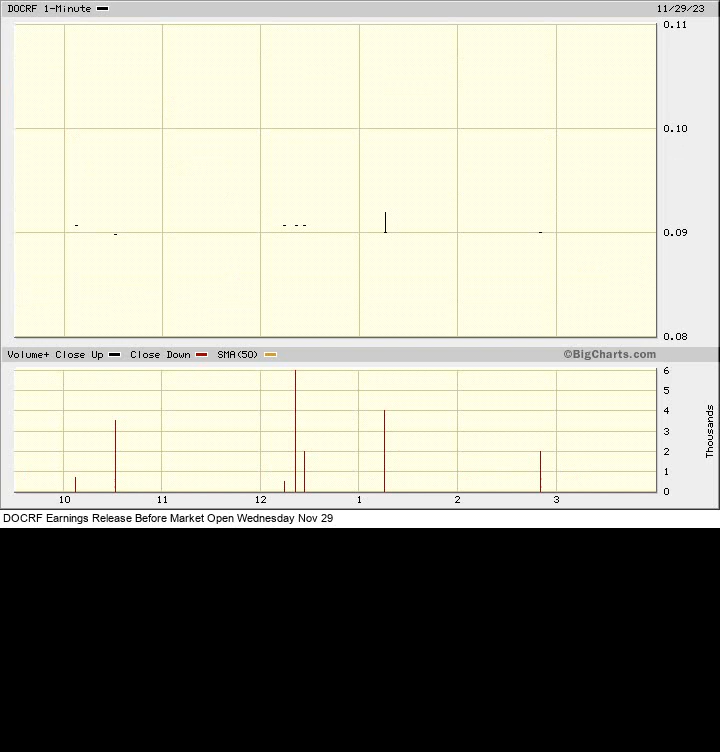 DOCRF 1-Minute 11/29/23
0.11
0.10
0.09
0.08
Volume+ Close Up Close Down SMA(50) ©BigCharts.com
6
5
4
3
2
1
0
Thousands
10 11 12 1 2 3
DOCRF Earnings Release Before Market Open Wednesday Nov 29